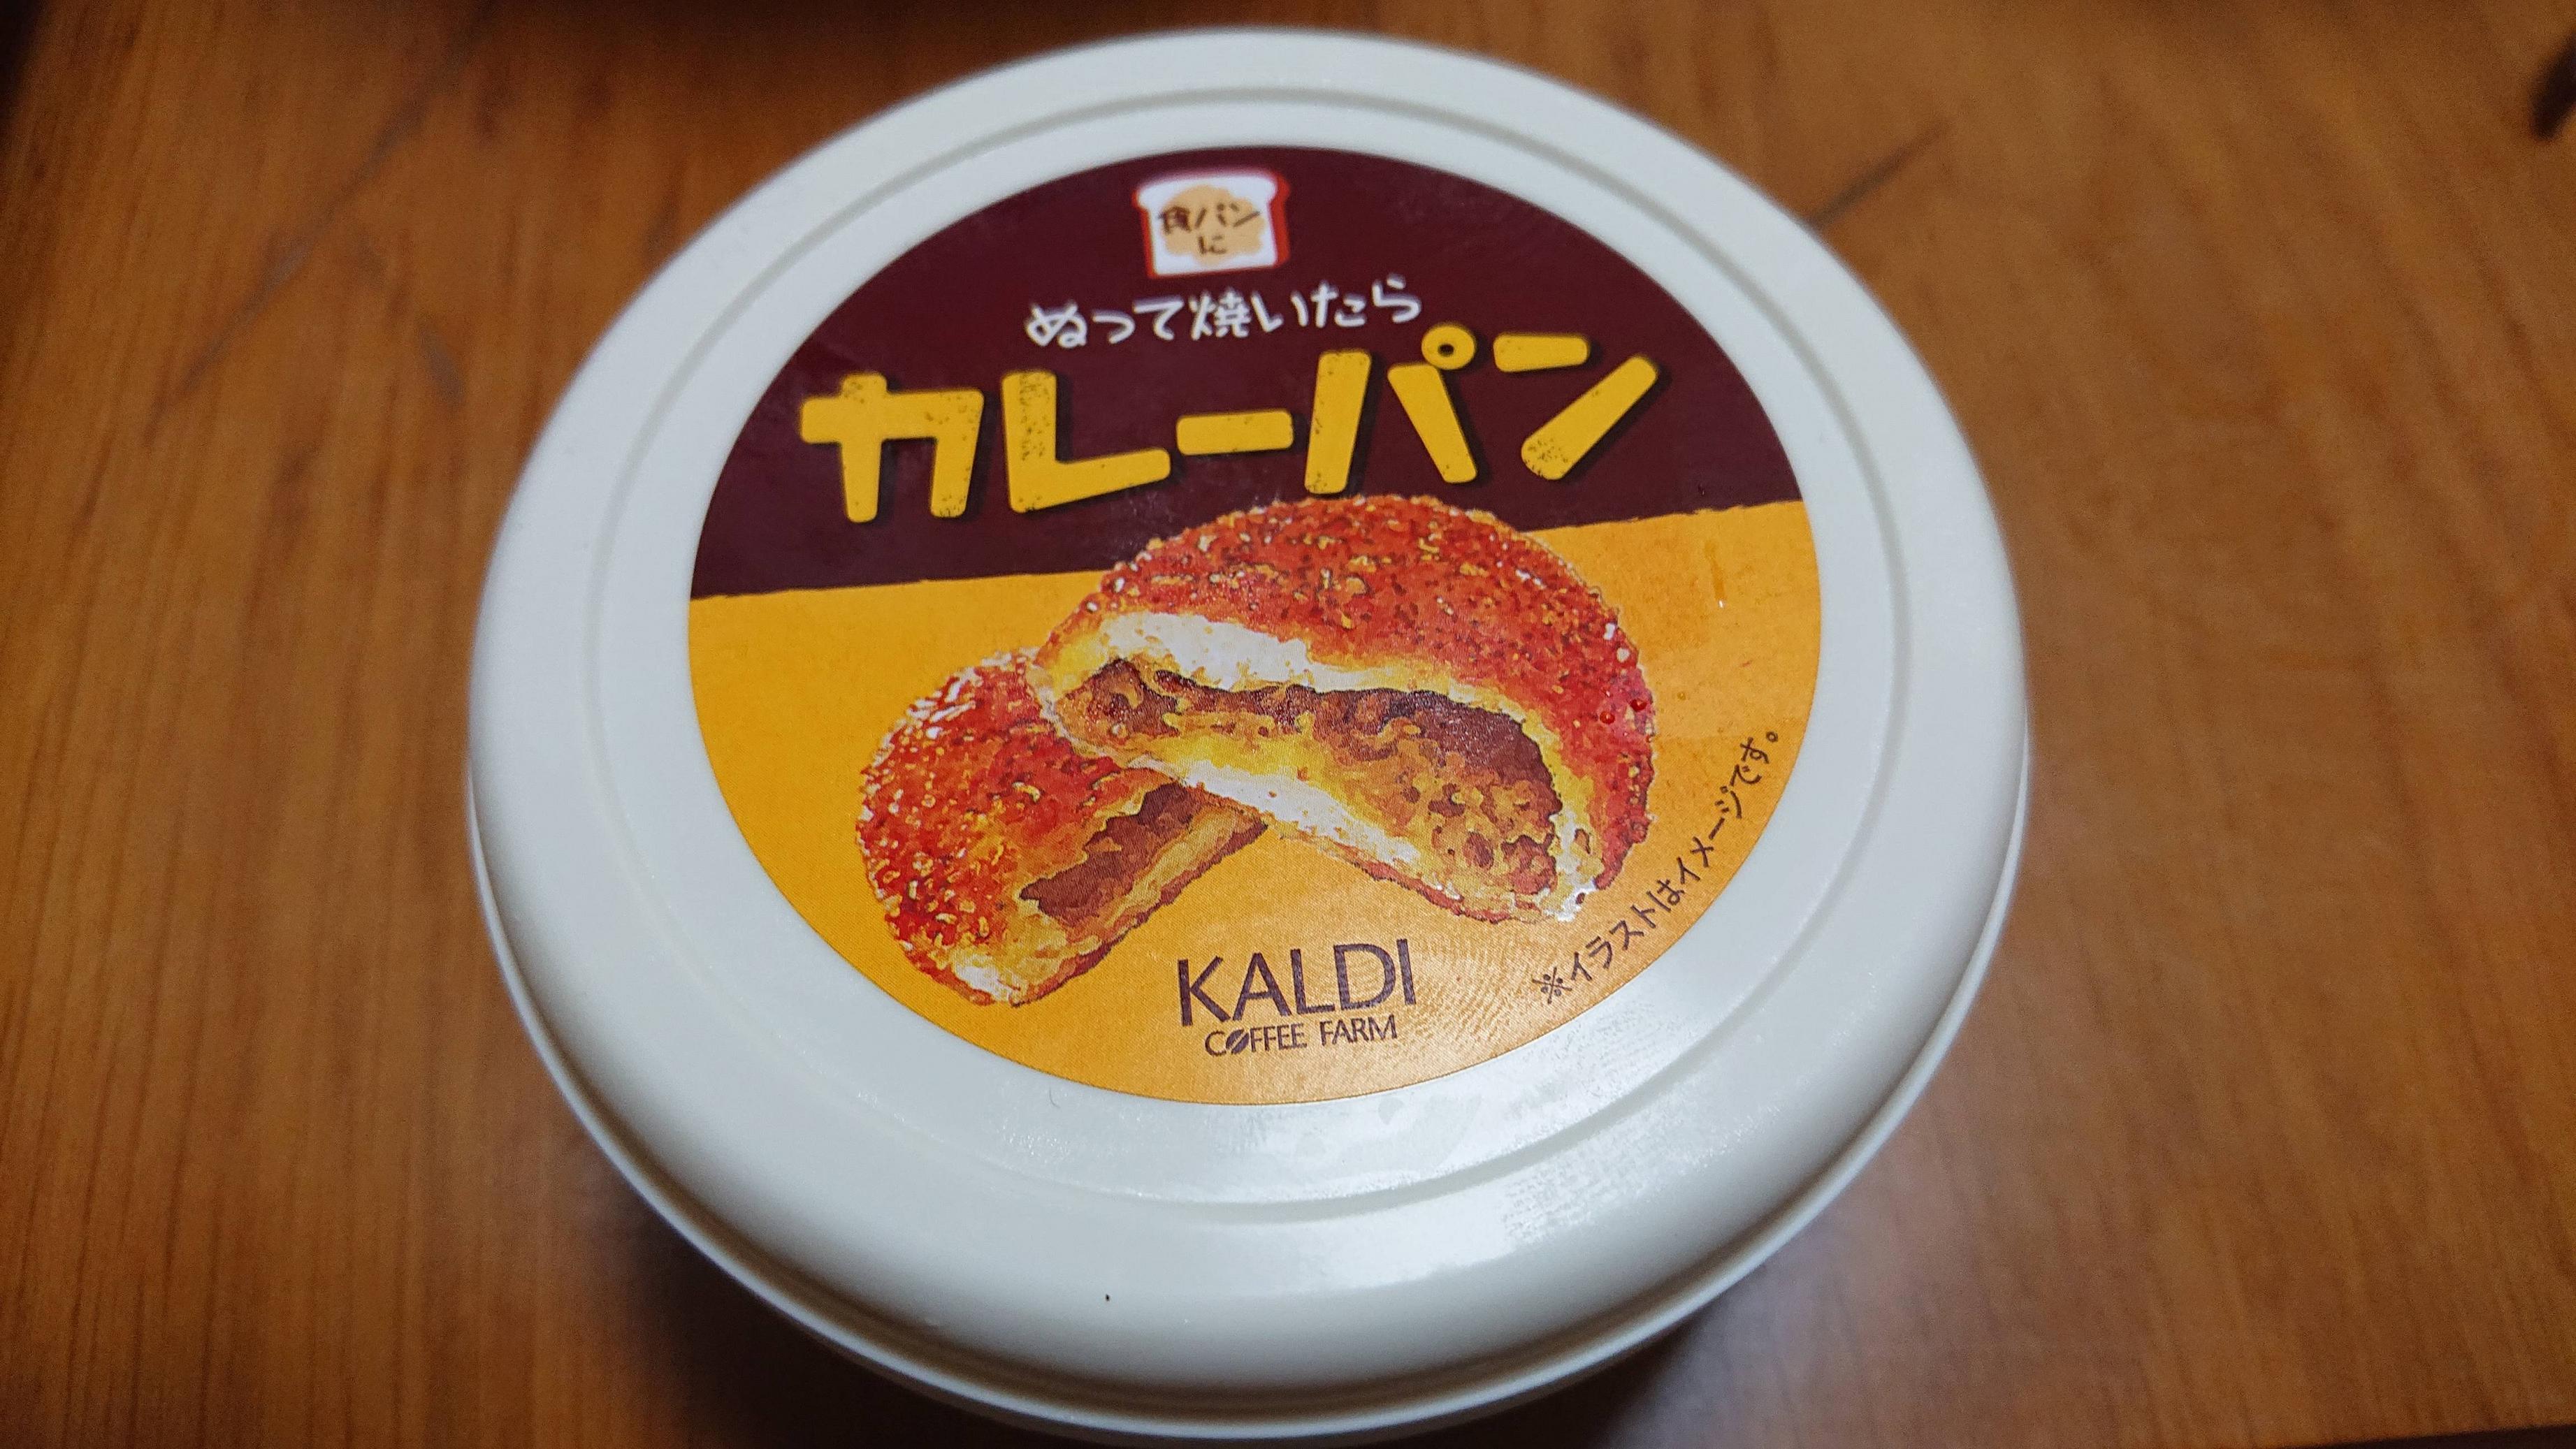 食パン
に
ぬって焼いたら
カレーパン
KALDI
COFFEE FARM
※イラストはイメージです。